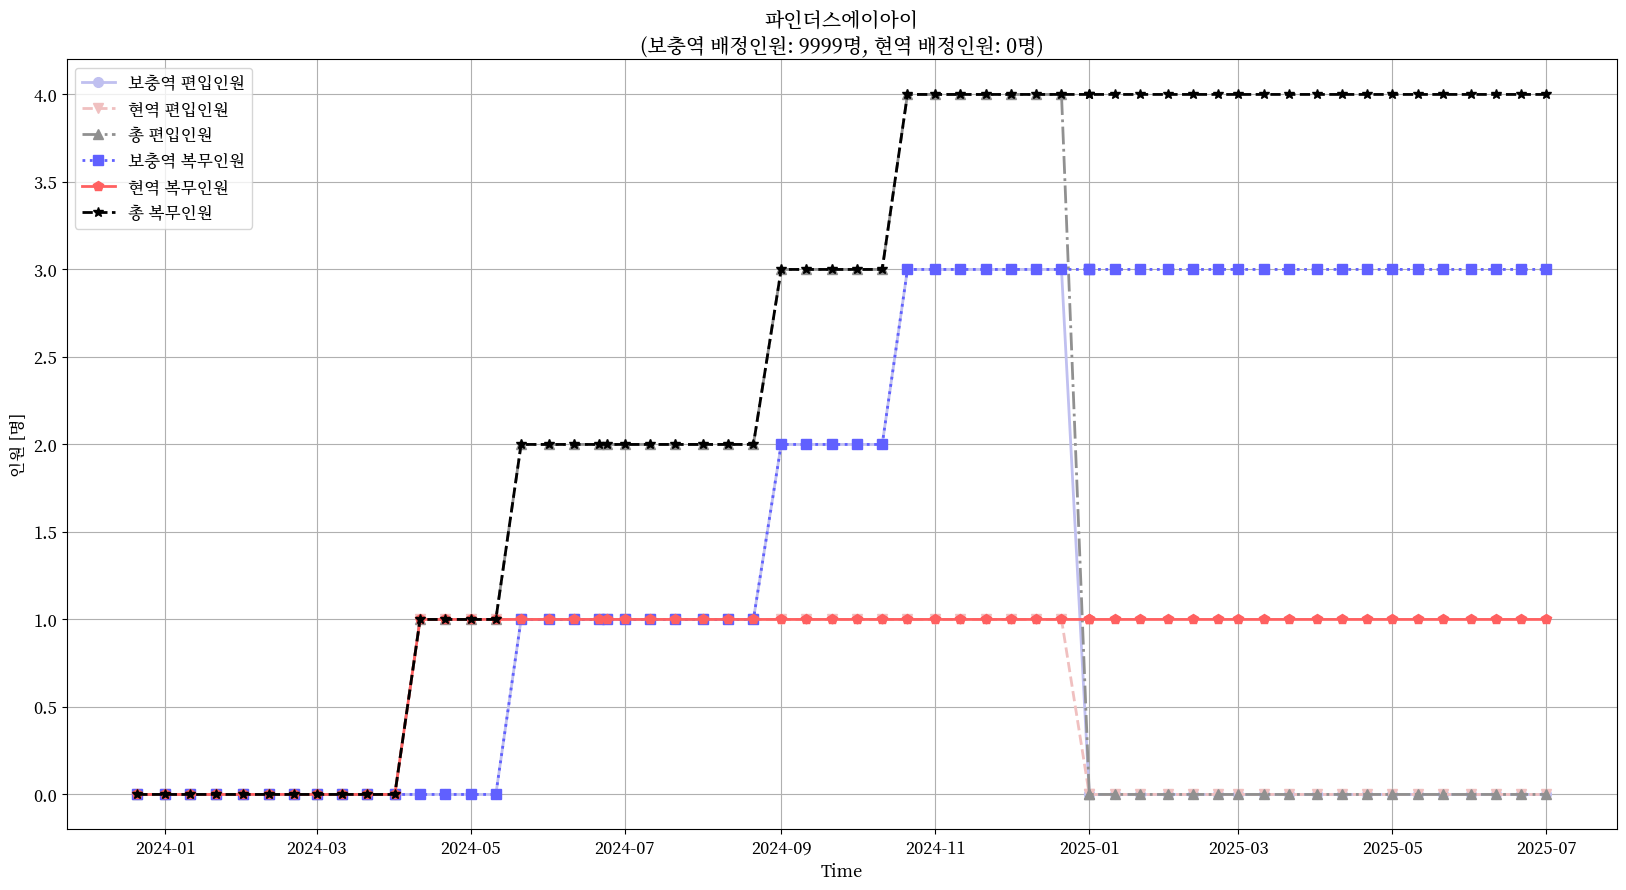 파인더스에이아이
(보충역 배정인원: 9999명, 현역 배정인원: 0명)
보충역 편입인원
현역 편입인원
총 편입인원
보충역 복무인원
현역 복무인원
총 복무인원
인원 [명]
4.0
3.5
3.0
2.5
2.0
1.5
1.0
0.5
0.0
2024-01 2024-03 2024-05 2024-07 2024-09 2024-11 2025-01 2025-03 2025-05 2025-07
Time